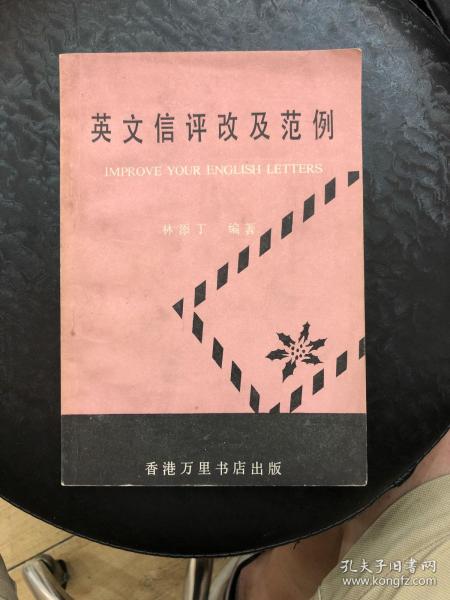 英文信评改及范例
IMPROVE YOUR ENGLISH LETTERS
林添丁 编著
香港万里书店出版
孔夫子旧书网
www.kongfz.com